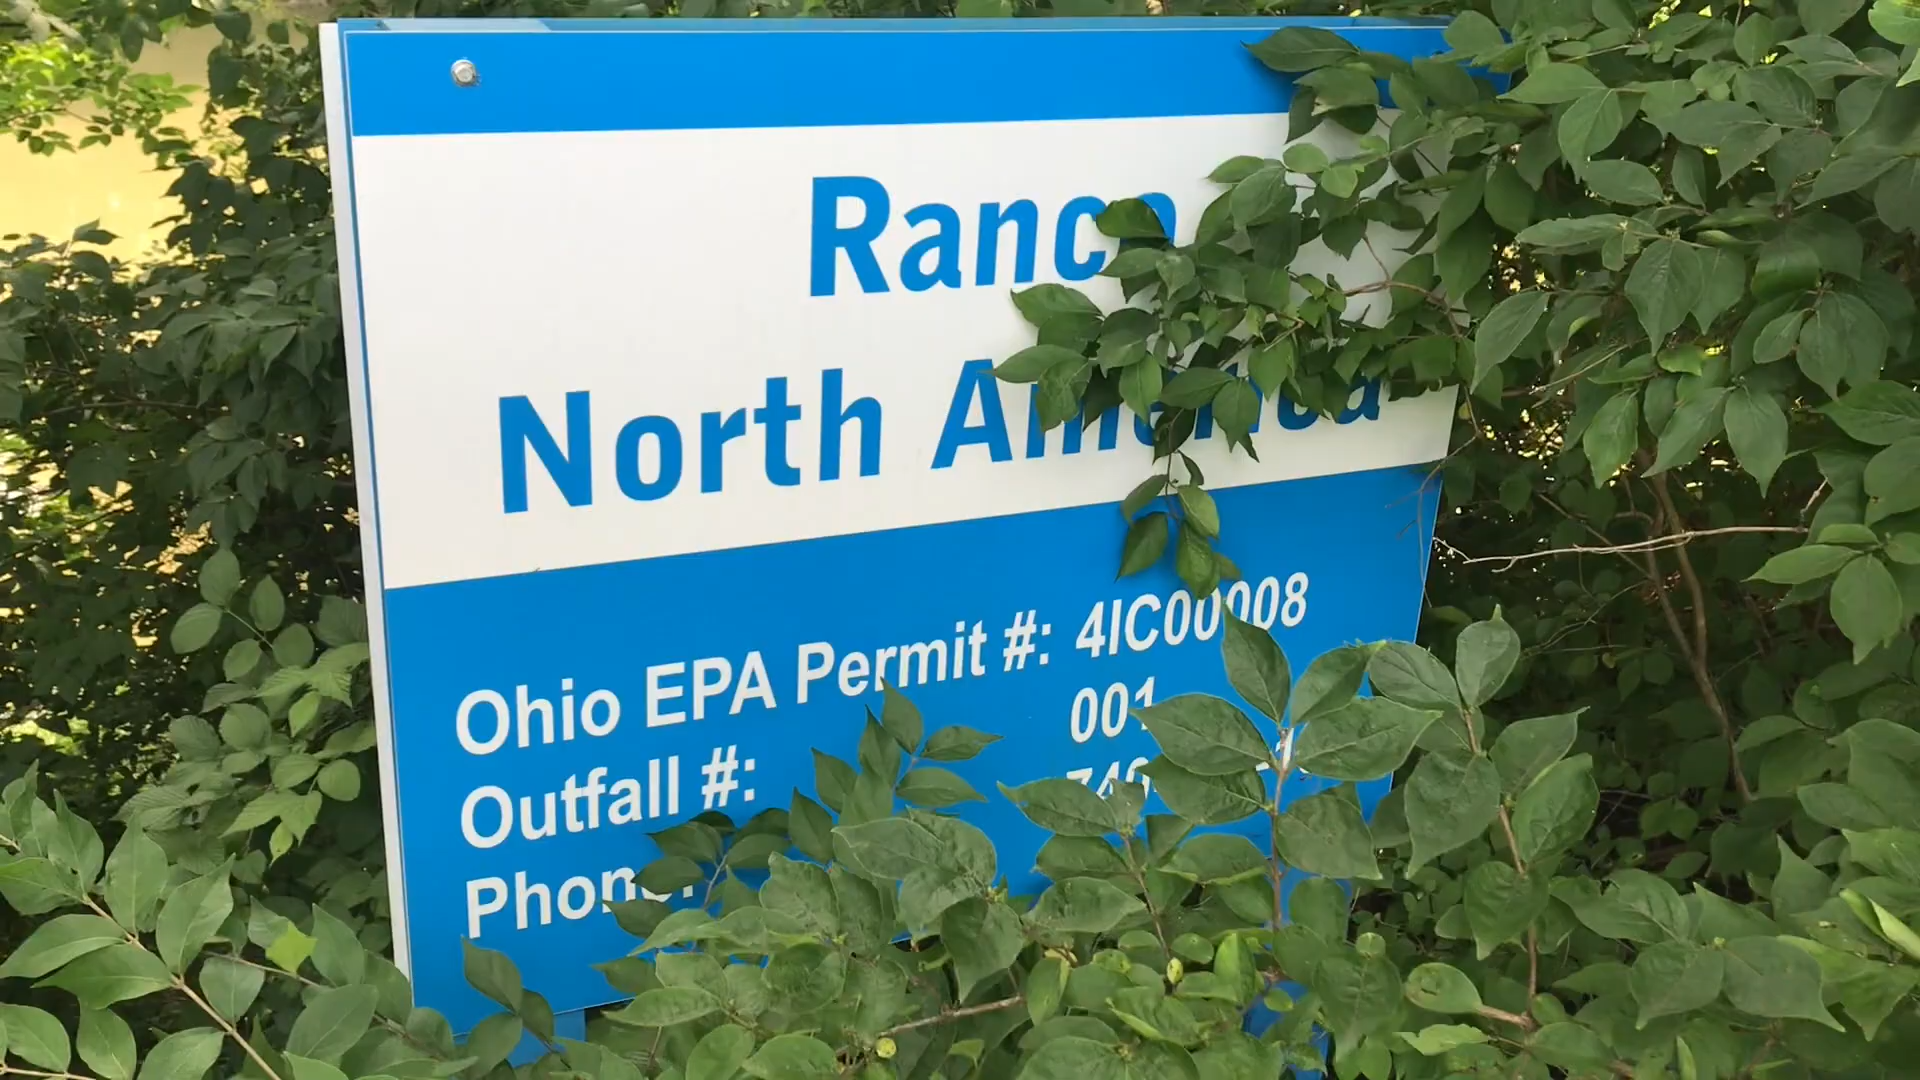 Ranco
North America
Ohio EPA Permit #: 4IC00008
Outfall #: 001
Phone: